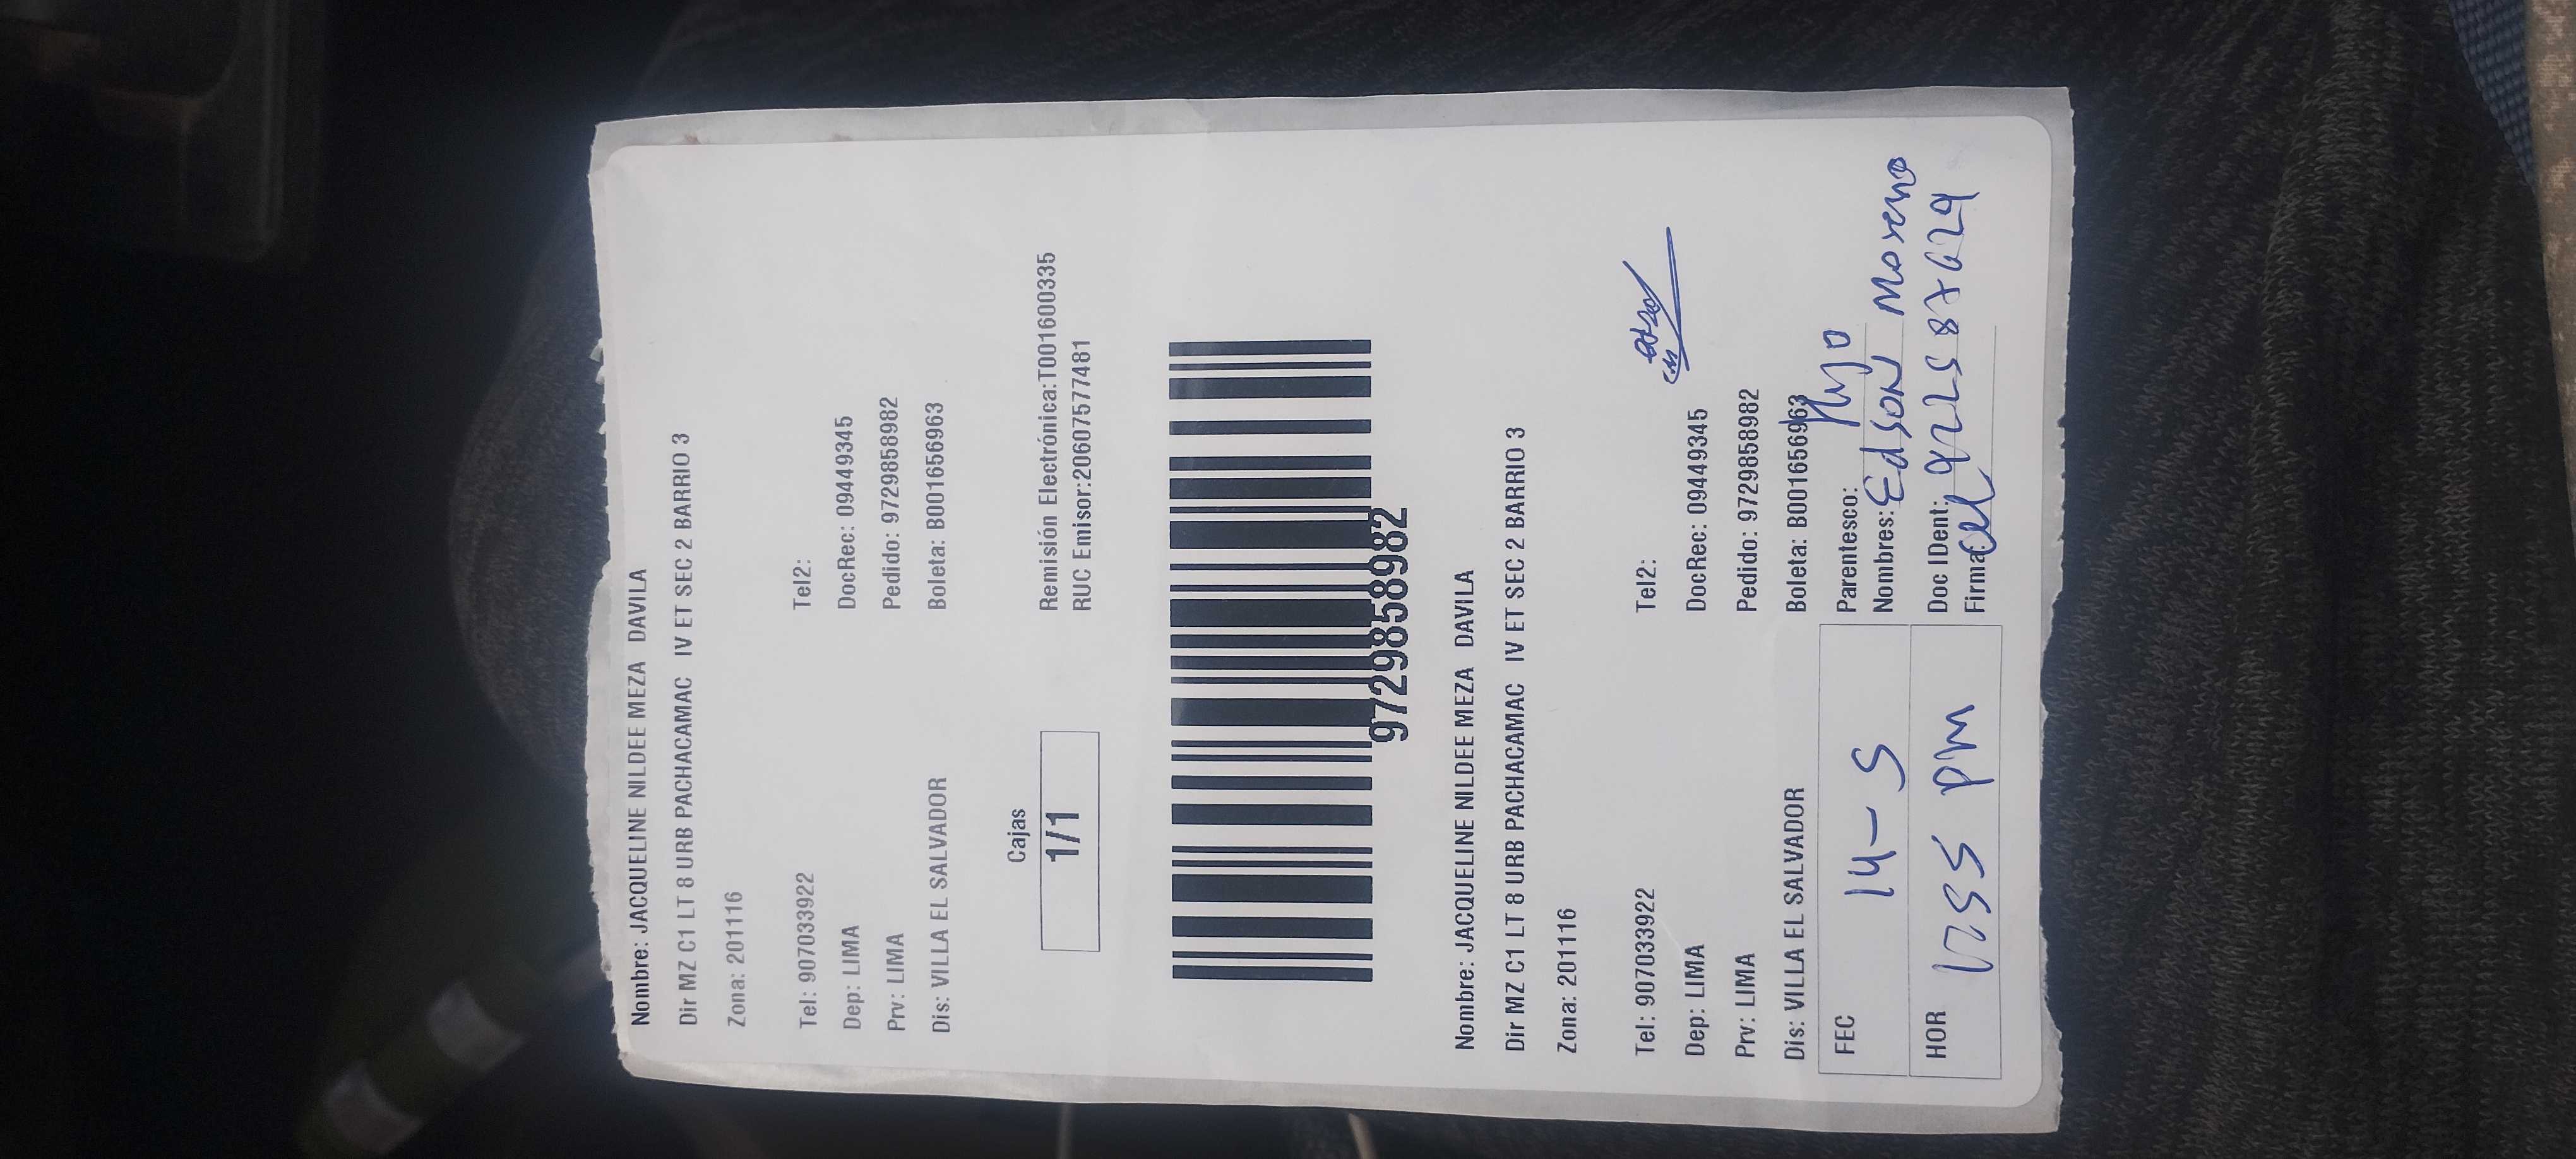 Nombre: JACQUELINE NILDEE MEZA DAVILA
Dir MZ C1 LT 8 URB PACHACAMAC IV ET SEC 2 BARRIO 3
Zona: 201116
Tel: 907033922 Tel2:
Dep: LIMA DocRec: 09449345
Prv: LIMA Pedido: 9729858982
Dis: VILLA EL SALVADOR Boleta: B001656963
Cajas
1/1
Remisión Electrónica:T001600335
RUC Emisor:20607577481
9729858982
Nombre: JACQUELINE NILDEE MEZA DAVILA
Dir MZ C1 LT 8 URB PACHACAMAC IV ET SEC 2 BARRIO 3
Zona: 201116
Tel: 907033922 Tel2:
Dep: LIMA DocRec: 09449345
Prv: LIMA Pedido: 9729858982
Dis: VILLA EL SALVADOR Boleta: B001656963
FEC 14-5
Parentesco: Hijo
Nombres: Edson Moreno
HOR pm
Doc IDent:
Firma: